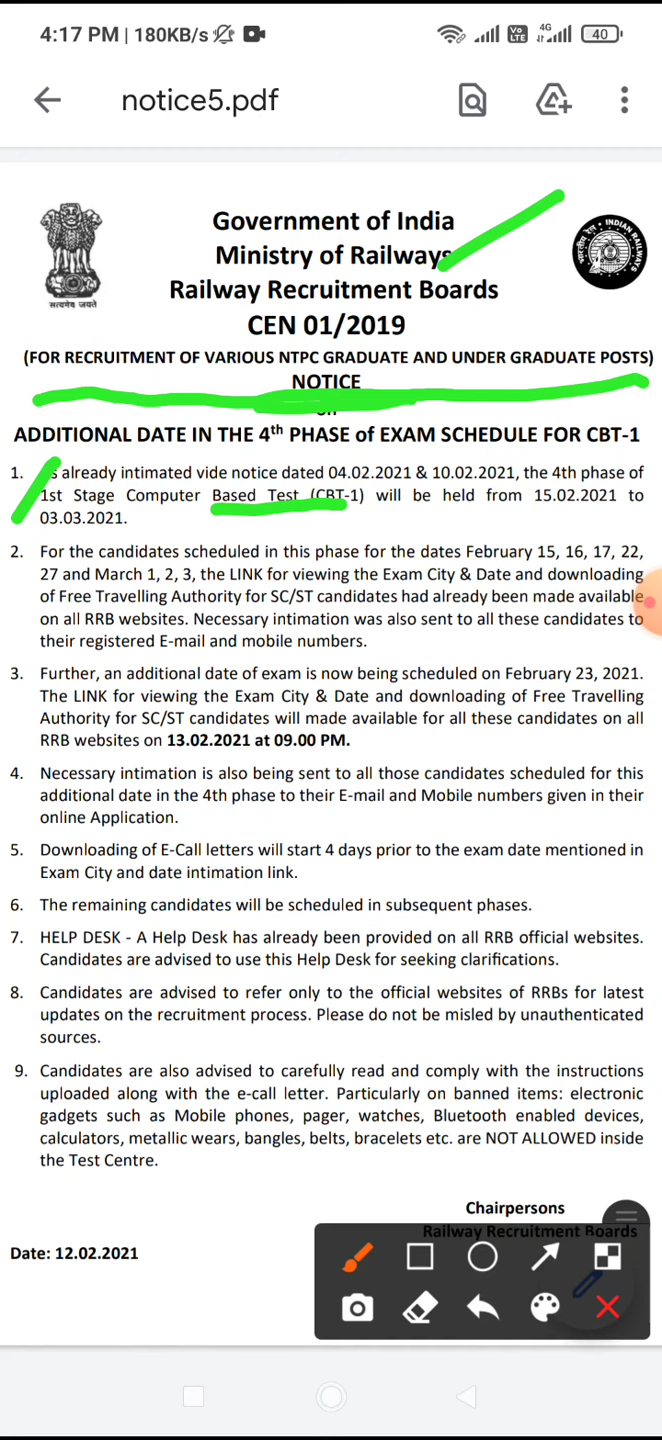 4:17 PM | 180KB/s
Vo LTE 4G 40
notice5.pdf
Government of India
Ministry of Railways
Railway Recruitment Boards
CEN 01/2019
सत्यमेव जयते
INDIAN RAILWAYS
(FOR RECRUITMENT OF VARIOUS NTPC GRADUATE AND UNDER GRADUATE POSTS)
NOTICE
ADDITIONAL DATE IN THE 4th PHASE of EXAM SCHEDULE FOR CBT-1
1. already intimated vide notice dated 04.02.2021 & 10.02.2021, the 4th phase of
1st Stage Computer Based Test (CBT-1) will be held from 15.02.2021 to
03.03.2021.
2. For the candidates scheduled in this phase for the dates February 15, 16, 17, 22,
27 and March 1, 2, 3, the LINK for viewing the Exam City & Date and downloading
of Free Travelling Authority for SC/ST candidates had already been made available
on all RRB websites. Necessary intimation was also sent to all these candidates to
their registered E-mail and mobile numbers.
3. Further, an additional date of exam is now being scheduled on February 23, 2021.
The LINK for viewing the Exam City & Date and downloading of Free Travelling
Authority for SC/ST candidates will made available for all these candidates on all
RRB websites on 13.02.2021 at 09.00 PM.
4. Necessary intimation is also being sent to all those candidates scheduled for this
additional date in the 4th phase to their E-mail and Mobile numbers given in their
online Application.
5. Downloading of E-Call letters will start 4 days prior to the exam date mentioned in
Exam City and date intimation link.
6. The remaining candidates will be scheduled in subsequent phases.
7. HELP DESK - A Help Desk has already been provided on all RRB official websites.
Candidates are advised to use this Help Desk for seeking clarifications.
8. Candidates are advised to refer only to the official websites of RRBs for latest
updates on the recruitment process. Please do not be misled by unauthenticated
sources.
9. Candidates are also advised to carefully read and comply with the instructions
uploaded along with the e-call letter. Particularly on banned items: electronic
gadgets such as Mobile phones, pager, watches, Bluetooth enabled devices,
calculators, metallic wears, bangles, belts, bracelets etc. are NOT ALLOWED inside
the Test Centre.
Chairpersons
Railway Recruitment Boards
Date: 12.02.2021